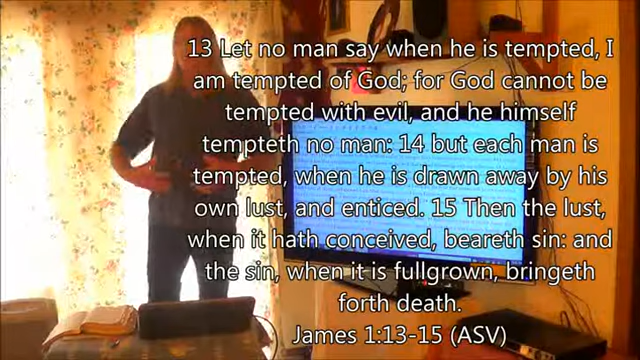 13 Let no man say when he is tempted, I
am tempted of God; for God cannot be
tempted with evil, and he himself
tempteth no man: 14 but each man is
tempted, when he is drawn away by his
own lust, and enticed. 15 Then the lust,
when it hath conceived, beareth sin: and
the sin, when it is fullgrown, bringeth
forth death.
James 1:13-15 (ASV)